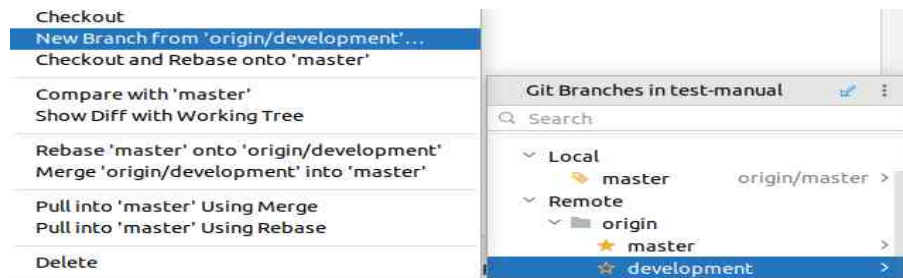 Checkout
New Branch from 'origin/development'...
Checkout and Rebase onto 'master'
Compare with 'master'
Show Diff with Working Tree
Rebase 'master' onto 'origin/development'
Merge 'origin/development' into 'master'
Pull into 'master' Using Merge
Pull into 'master' Using Rebase
Delete
Git Branches in test-manual
Search
Local
master origin/master
Remote
origin
master
development